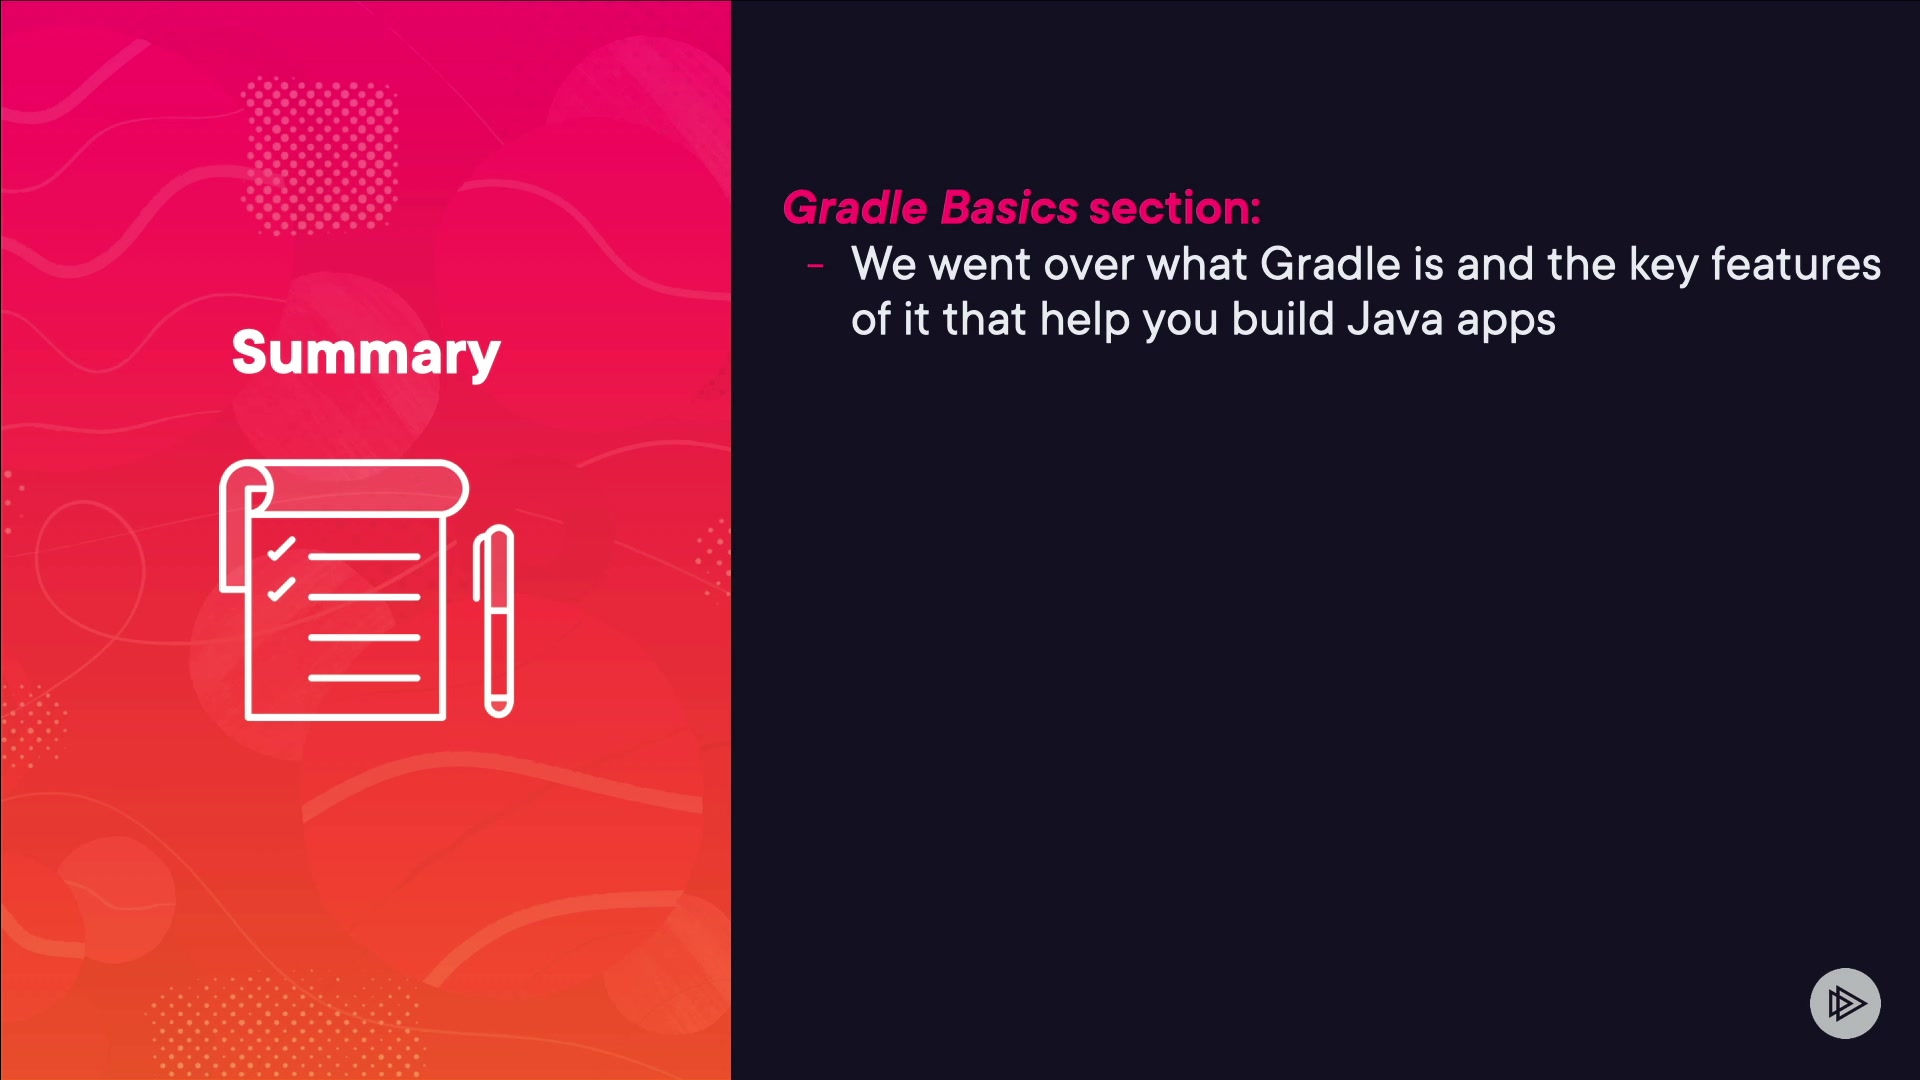 Summary
Gradle Basics section:
- We went over what Gradle is and the key features
of it that help you build Java apps